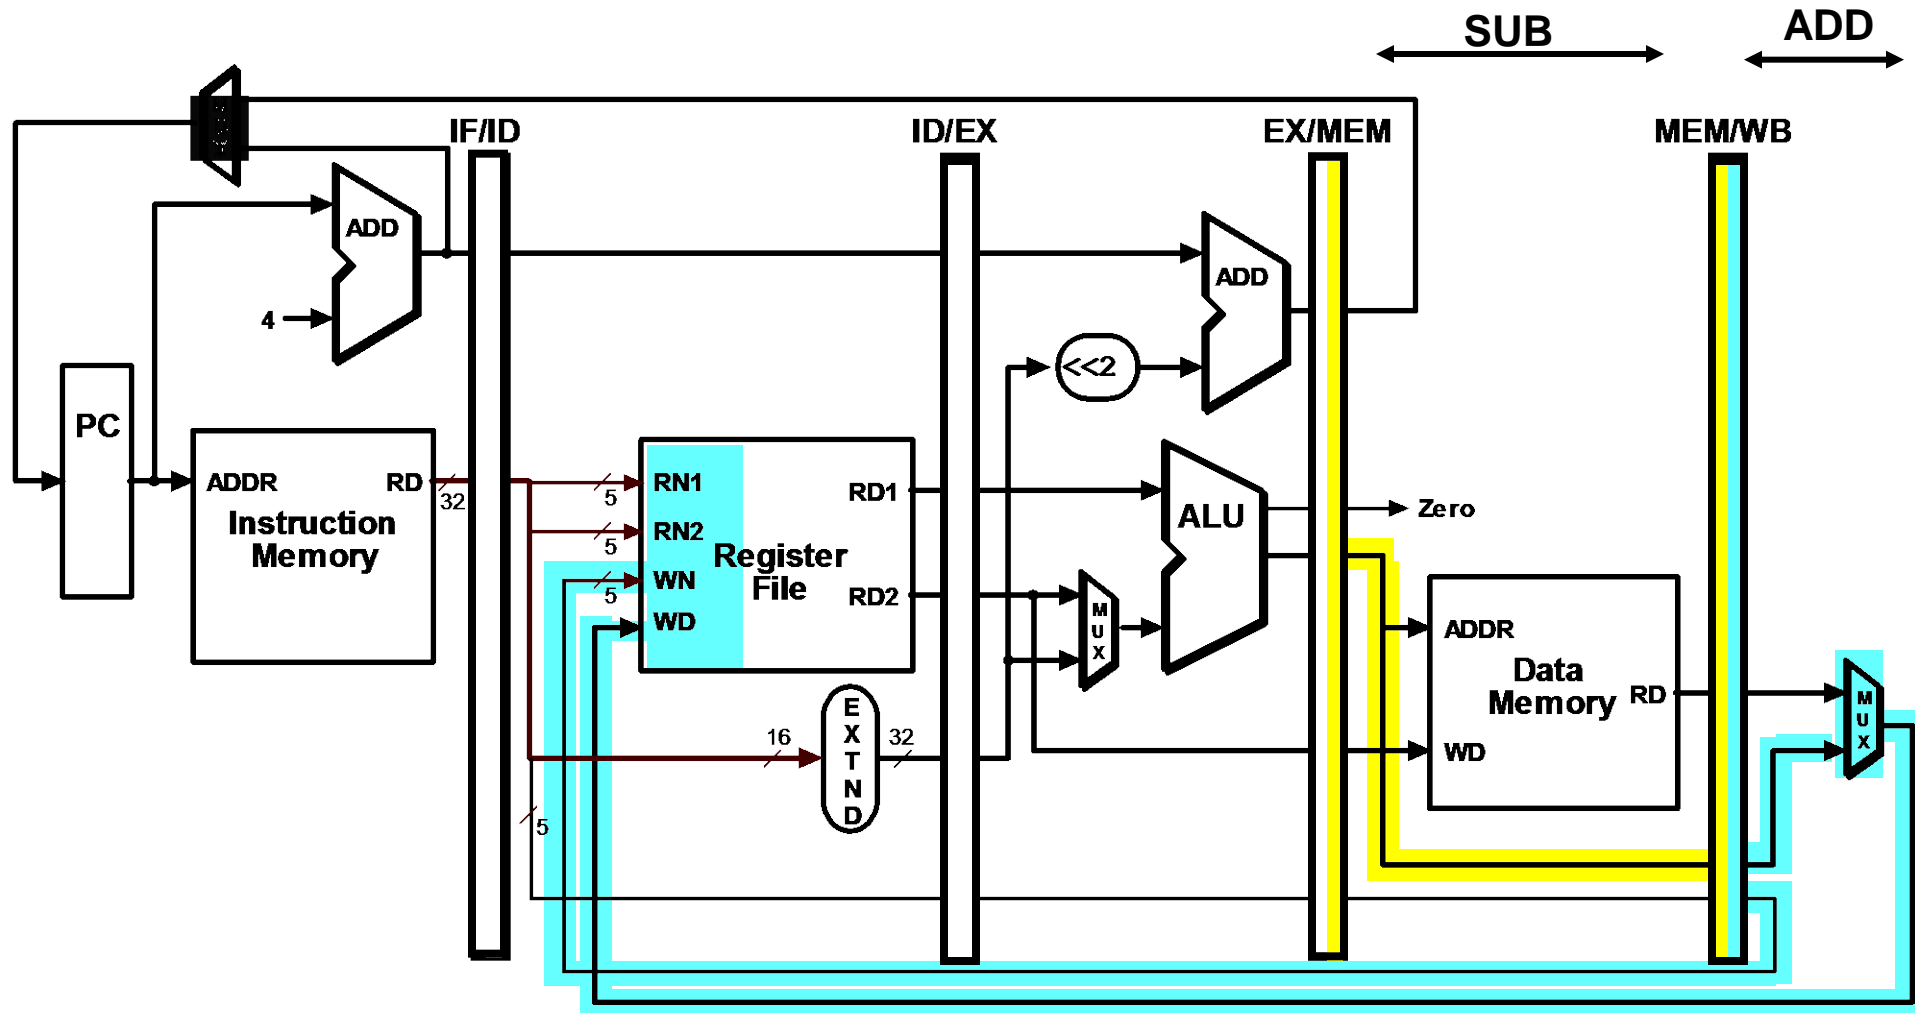 SUB
ADD
IF/ID
ID/EX
EX/MEM
MEM/WB
ADD
4
ADD
<<2
PC
ADDR
RD
32
Instruction
Memory
5
RN1
5
RN2
5
WN
WD
Register
File
RD1
RD2
16
EXTND
32
5
MUX
ALU
Zero
ADDR
Data
Memory
RD
WD
MUX